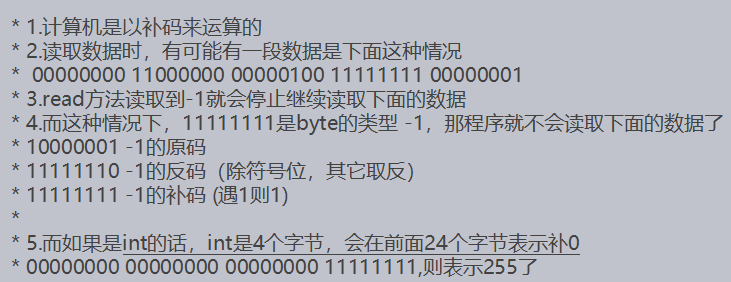 * 1.计算机是以补码来运算的
* 2.读取数据时，有可能有一段数据是下面这种情况
* 00000000 11000000 00000100 11111111 00000001
* 3.read方法读取到-1就会停止继续读取下面的数据
* 4.而这种情况下，11111111是byte的类型 -1，那程序就不会读取下面的数据了
* 10000001 -1的原码
* 11111110 -1的反码（除符号位，其它取反）
* 11111111 -1的补码 (遇1则1)
*
* 5.而如果是int的话，int是4个字节，会在前面24个字节表示补0
* 00000000 00000000 00000000 11111111,则表示255了